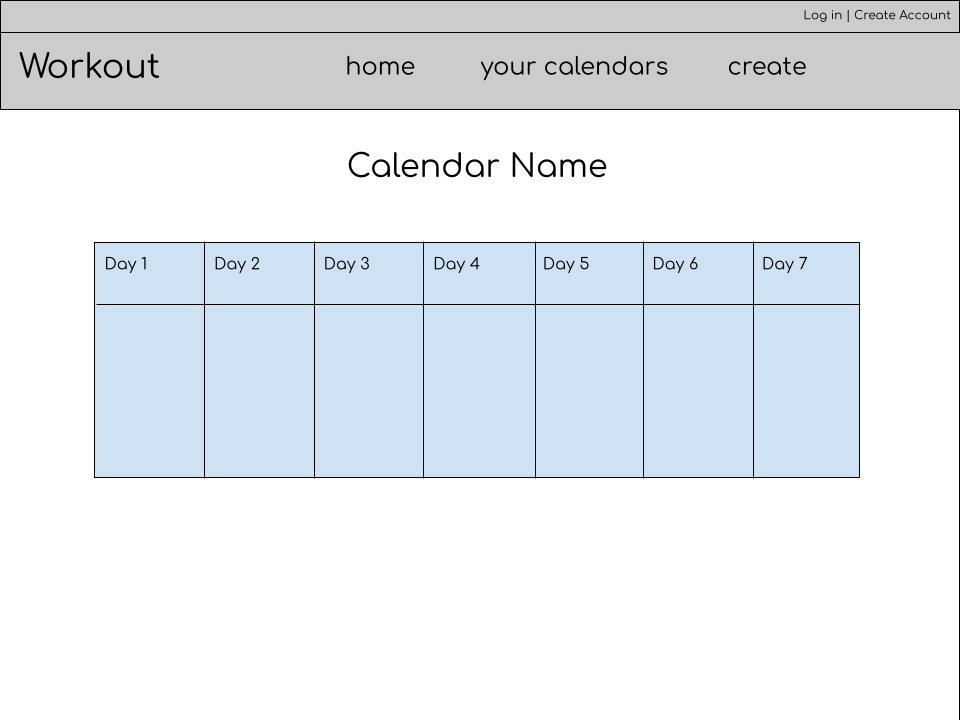 Log in | Create Account
Workout home your calendars create
Calendar Name
Day 1 Day 2 Day 3 Day 4 Day 5 Day 6 Day 7